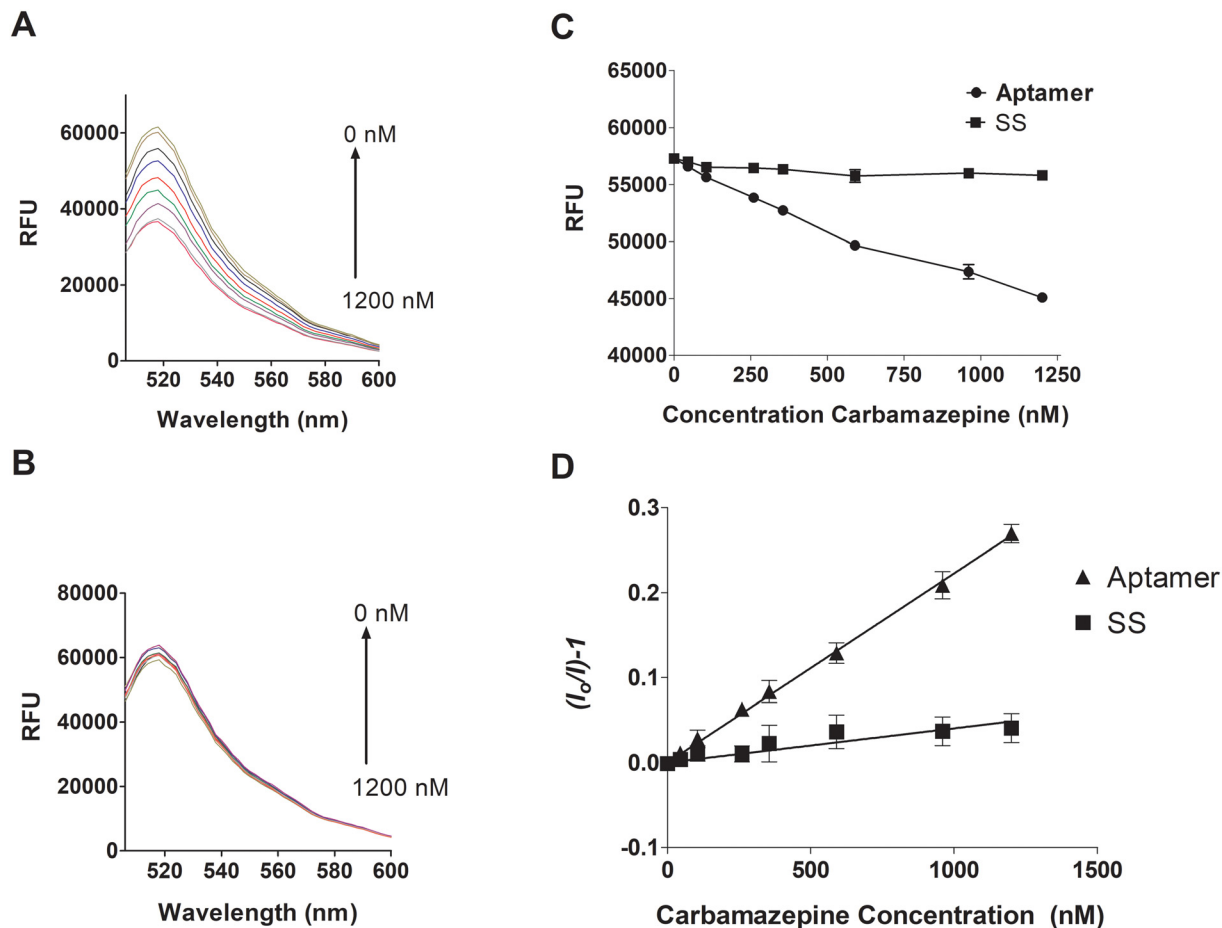 A
60000
40000
20000
0
RFU
520 540 560 580 600
Wavelength (nm)
0 nM
1200 nM
B
80000
60000
40000
20000
0
RFU
520 540 560 580 600
Wavelength (nm)
0 nM
1200 nM
C
65000
60000
55000
50000
45000
40000
RFU
0 250 500 750 1000 1250
Concentration Carbamazepine (nM)
Aptamer
SS
D
0.3
0.2
0.1
0.0
-0.1
(Io/I)-1
0 500 1000 1500
Carbamazepine Concentration (nM)
Aptamer
SS